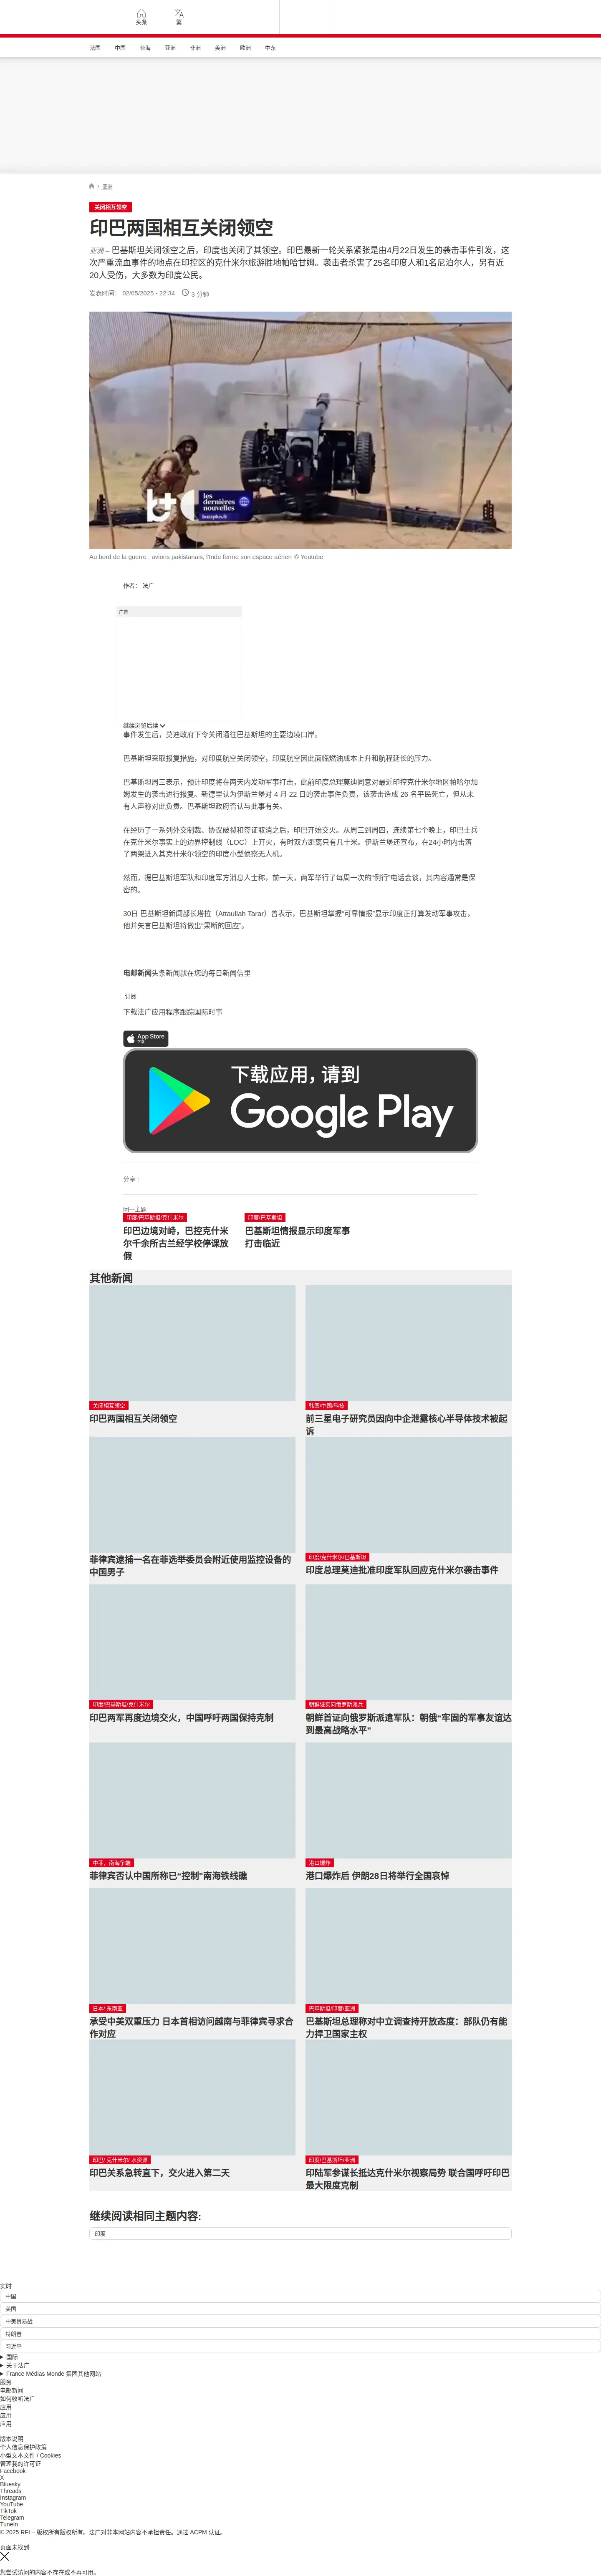 头条
繁
法国 中国 台海 亚洲 非洲 美洲 欧洲 中东
/ 亚洲
关闭相互领空
印巴两国相互关闭领空
亚洲 – 巴基斯坦关闭领空之后，印度也关闭了其领空。印巴最新一轮关系紧张是由4月22日发生的袭击事件引发，这
次严重流血事件的地点在印控区的克什米尔旅游胜地帕哈甘姆。袭击者杀害了25名印度人和1名尼泊尔人，另有近
20人受伤，大多数为印度公民。
发表时间： 02/05/2025 - 22:34 3 分钟
les
dernières
nouvelles
Au bord de la guerre : avions pakistanais, l'Inde ferme son espace aérien © Youtube
作者： 法广
广告
继续浏览后续
事件发生后，莫迪政府下令关闭通往巴基斯坦的主要边境口岸。
巴基斯坦采取报复措施，对印度航空关闭领空，印度航空因此面临燃油成本上升和航程延长的压力。
巴基斯坦周三表示，预计印度将在两天内发动军事打击，此前印度总理莫迪同意对最近印控克什米尔地区帕哈尔加
姆发生的袭击进行报复。新德里认为伊斯兰堡对 4 月 22 日的袭击事件负责，该袭击造成 26 名平民死亡，但从未
有人声称对此负责。巴基斯坦政府否认与此事有关。
在经历了一系列外交制裁、协议破裂和签证取消之后，印巴开始交火。从周三到周四，连续第七个晚上，印巴士兵
在克什米尔事实上的边界控制线（LOC）上开火，有时双方距离只有几十米。伊斯兰堡还宣布，在24小时内击落
了两架进入其克什米尔领空的印度小型侦察无人机。
然而，据巴基斯坦军队和印度军方消息人士称，前一天，两军举行了每周一次的“例行”电话会谈，其内容通常是保
密的。
30日 巴基斯坦新闻部长塔拉（Attaullah Tarar）曾表示，巴基斯坦掌握“可靠情报”显示印度正打算发动军事攻击，
他并矢言巴基斯坦将做出“果断的回应”。
电邮新闻头条新闻就在您的每日新闻信里
订阅
下载法广应用程序跟踪国际时事
App Store
下载
下载应用，请到
Google Play
分享 :
同一主题
印度/巴基斯坦/克什米尔
印巴边境对峙，巴控克什米
尔千余所古兰经学校停课放
假
印度/巴基斯坦
巴基斯坦情报显示印度军事
打击临近
其他新闻
关闭相互领空
印巴两国相互关闭领空
韩国/中国/科技
前三星电子研究员因向中企泄露核心半导体技术被起
诉
菲律宾逮捕一名在菲选举委员会附近使用监控设备的
中国男子
印度/克什米尔/巴基斯坦
印度总理莫迪批准印度军队回应克什米尔袭击事件
印度/巴基斯坦/克什米尔
印巴两军再度边境交火，中国呼吁两国保持克制
朝鲜证实向俄罗斯派兵
朝鲜首证向俄罗斯派遣军队：朝俄“牢固的军事友谊达
到最高战略水平”
中菲，南海争端
菲律宾否认中国所称已“控制”南海铁线礁
港口爆炸
港口爆炸后 伊朗28日将举行全国哀悼
日本/ 东南亚
承受中美双重压力 日本首相访问越南与菲律宾寻求合
作对应
巴基斯坦/印度/亚洲
巴基斯坦总理称对中立调查持开放态度：部队仍有能
力捍卫国家主权
印巴/ 克什米尔/ 水资源
印巴关系急转直下，交火进入第二天
印度/巴基斯坦/亚洲
印陆军参谋长抵达克什米尔视察局势 联合国呼吁印巴
最大限度克制
继续阅读相同主题内容:
印度
实时
中国
美国
中美贸易战
特朗普
习近平
国际
关于法广
France Médias Monde 集团其他网站
服务
电邮新闻
如何收听法广
应用
应用
应用
版本说明
个人信息保护政策
小型文本文件 / Cookies
管理我的许可证
Facebook
X
Bluesky
Threads
Instagram
YouTube
TikTok
Telegram
TuneIn
© 2025 RFI – 版权所有版权所有。法广对非本网站内容不承担责任。通过 ACPM 认证。
页面未找到
您尝试访问的内容不存在或不再可用。